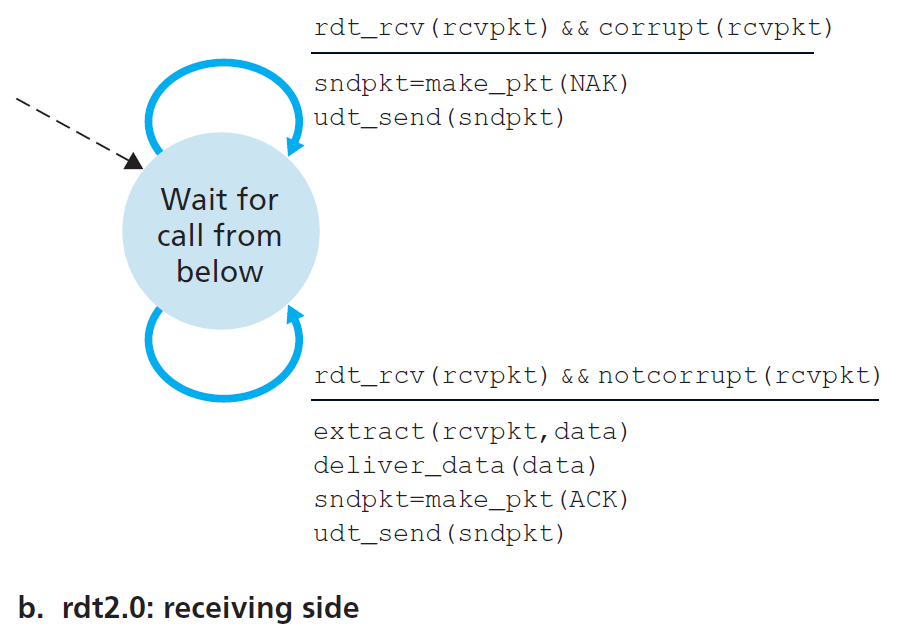 rdt_rcv(rcvpkt) && corrupt(rcvpkt)
sndpkt=make_pkt(NAK)
udt_send(sndpkt)
Wait for
call from
below
rdt_rcv(rcvpkt) && notcorrupt(rcvpkt)
extract(rcvpkt,data)
deliver_data(data)
sndpkt=make_pkt(ACK)
udt_send(sndpkt)
b. rdt2.0: receiving side